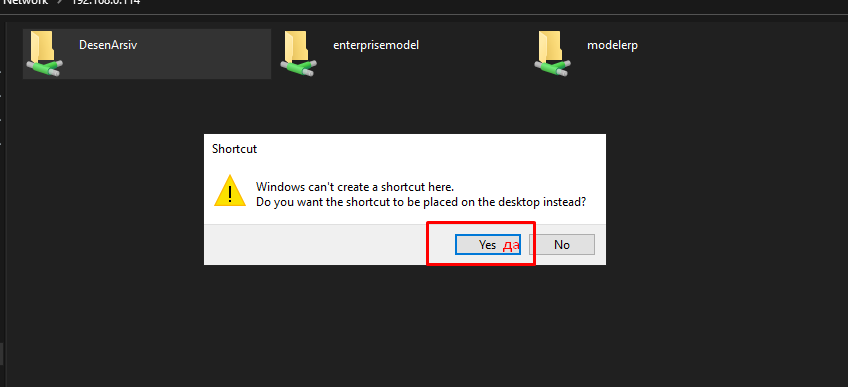 Network > 192.168.0.114
DesenArsiv
enterprisemodel
modelerp
Shortcut
Windows can't create a shortcut here.
Do you want the shortcut to be placed on the desktop instead?
Yes да
No